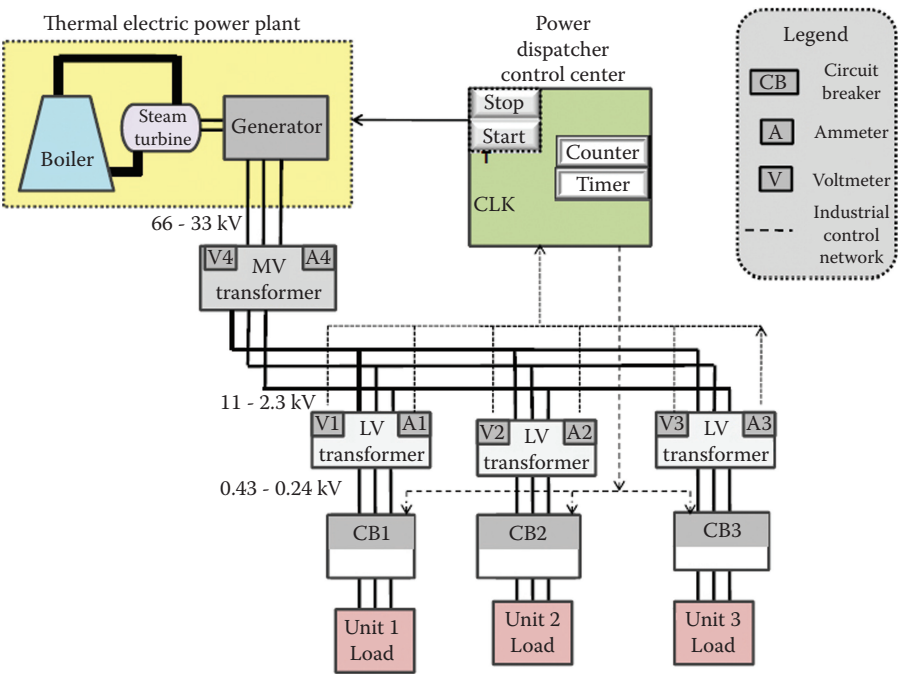 Thermal electric power plant
Boiler
Steam
turbine
Generator
Power
dispatcher
control center
Stop
Start
Counter
Timer
CLK
Legend
CB
Circuit
breaker
A
Ammeter
V
Voltmeter
Industrial
control
network
66 - 33 kV
V4
A4
MV
transformer
11 - 2.3 kV
V1
A1
LV
transformer
V2
A2
LV
transformer
V3
A3
LV
transformer
0.43 - 0.24 kV
CB1
CB2
CB3
Unit 1
Load
Unit 2
Load
Unit 3
Load